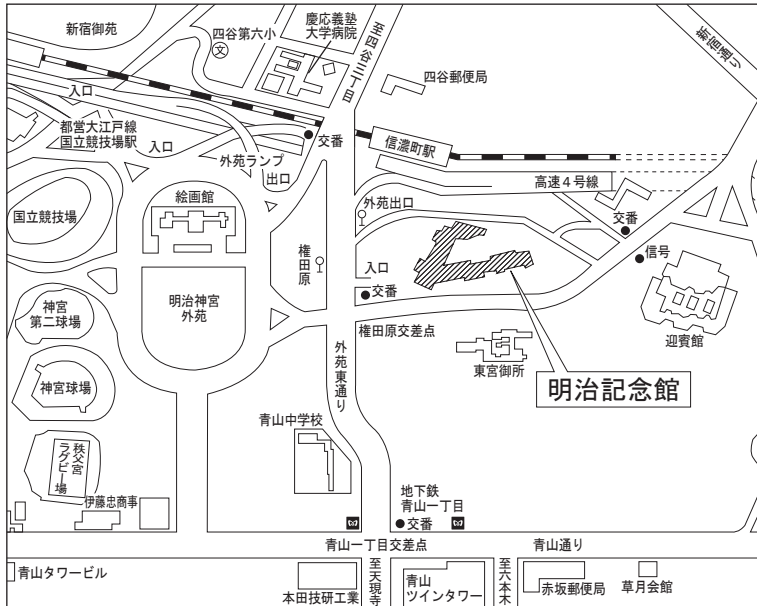 新宿御苑
四谷第六小
文
慶応義塾
大学病院
至四谷三丁目
四谷郵便局
新宿通り
入口
都営大江戸線
国立競技場駅
入口
外苑ランプ
出口
交番
信濃町駅
高速4号線
国立競技場
絵画館
外苑出口
交番
信号
権田原
入口
交番
神宮
第二球場
明治神宮
外苑
権田原交差点
迎賓館
東宮御所
明治記念館
外苑東通り
神宮球場
青山中学校
秩父宮
ラグビー場
伊藤忠商事
地下鉄
青山一丁目
交番
青山一丁目交差点
青山通り
青山タワービル
本田技研工業
至天現寺
青山
ツインタワー
至六本木
赤坂郵便局
草月会館